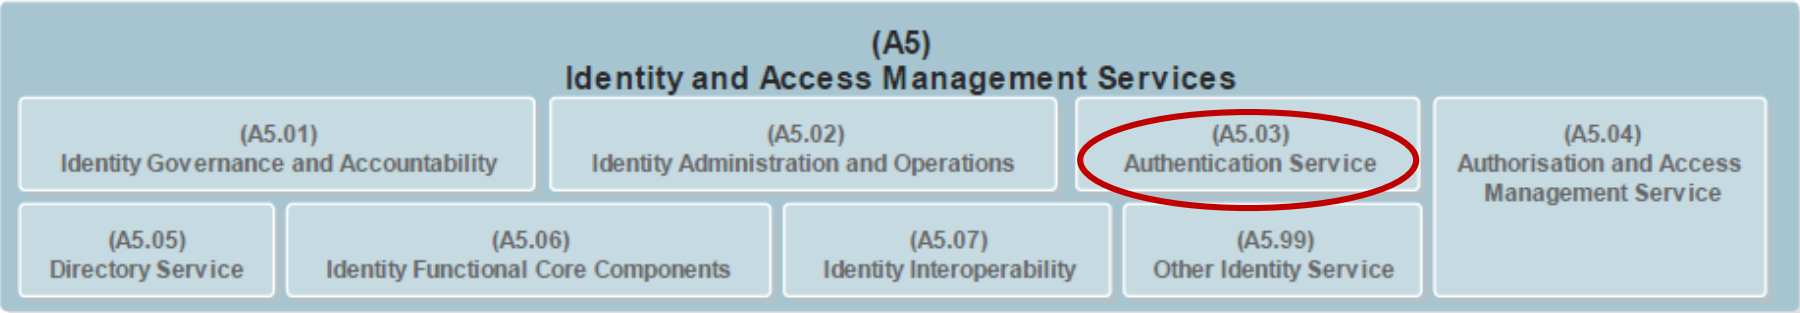 (A5)
Identity and Access Management Services
(A5.01)
Identity Governance and Accountability
(A5.02)
Identity Administration and Operations
(A5.03)
Authentication Service
(A5.04)
Authorisation and Access
Management Service
(A5.05)
Directory Service
(A5.06)
Identity Functional Core Components
(A5.07)
Identity Interoperability
(A5.99)
Other Identity Service